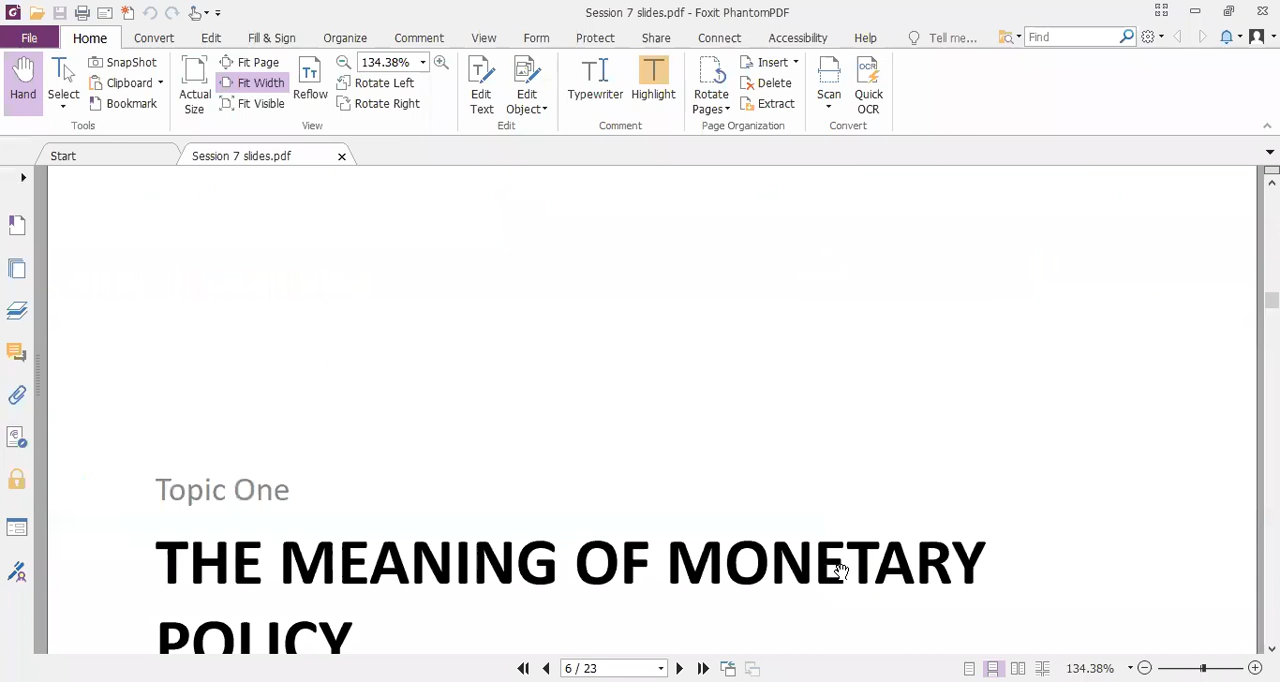 Session 7 slides.pdf - Foxit PhantomPDF
File Home Convert Edit Fill & Sign Organize Comment View Form Protect Share Connect Accessibility Help Tell me... Find
Hand
Select
SnapShot
Clipboard
Bookmark
Tools
Actual Size
Fit Page
Fit Width
Fit Visible
Reflow
134.38%
Rotate Left
Rotate Right
View
Edit Text
Edit Object
Edit
Typewriter
Highlight
Comment
Rotate Pages
Insert
Delete
Extract
Page Organization
Scan
OCR
Quick OCR
Convert
Start
Session 7 slides.pdf
Topic One
THE MEANING OF MONETARY
POLICY
6 / 23
134.38%